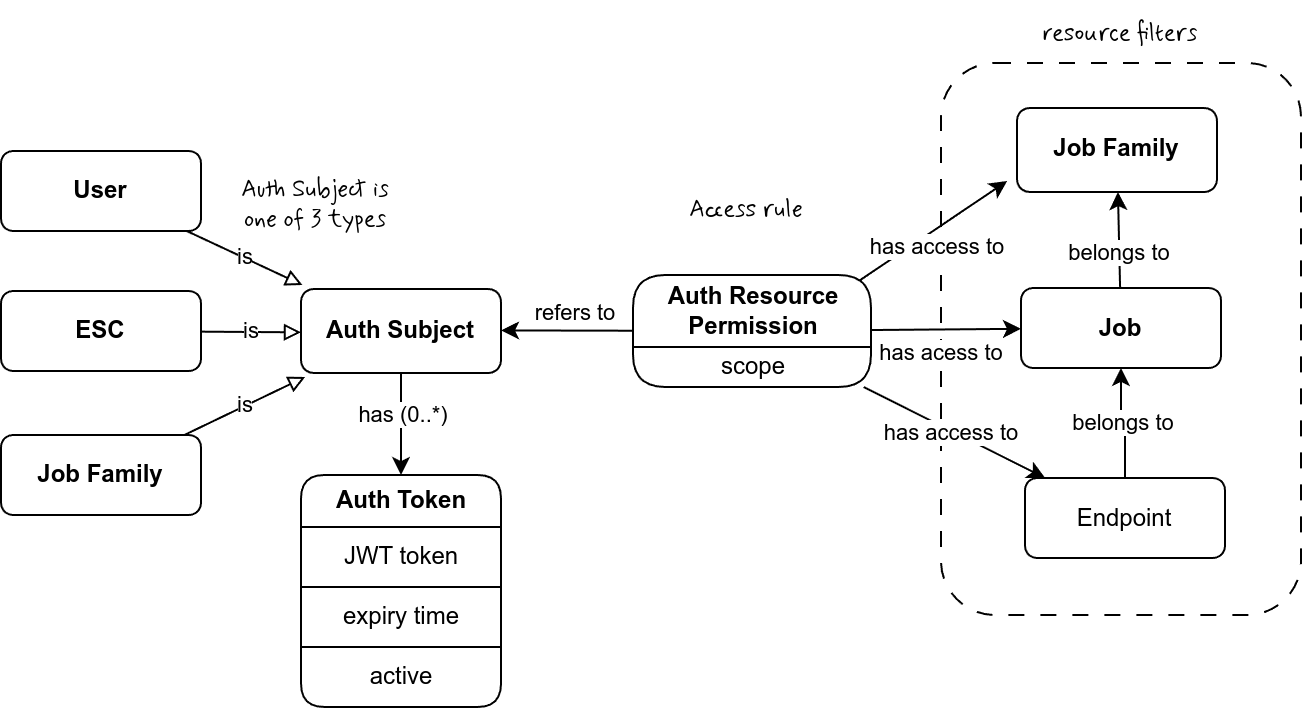 resource filters
Job Family
User
Auth Subject is
one of 3 types
Access rule
is
has access to
belongs to
ESC
is
Auth Subject
refers to
Auth Resource
Permission
scope
has acess to
Job
is
has (0..*)
has access to
belongs to
Job Family
Auth Token
JWT token
expiry time
active
Endpoint